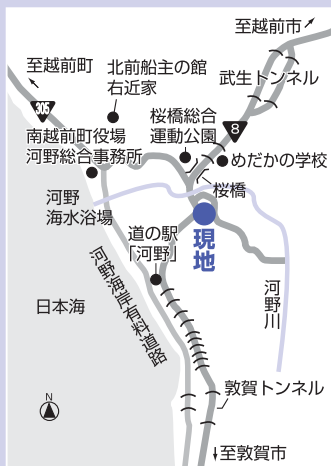 至越前市
至越前町
北前船主の館
右近家
武生トンネル
305
桜橋総合
運動公園
8
南越前町役場
河野総合事務所
めだかの学校
桜橋
河野
海水浴場
現地
道の駅
「河野」
河野海岸有料道路
河野川
日本海
N
敦賀トンネル
至敦賀市